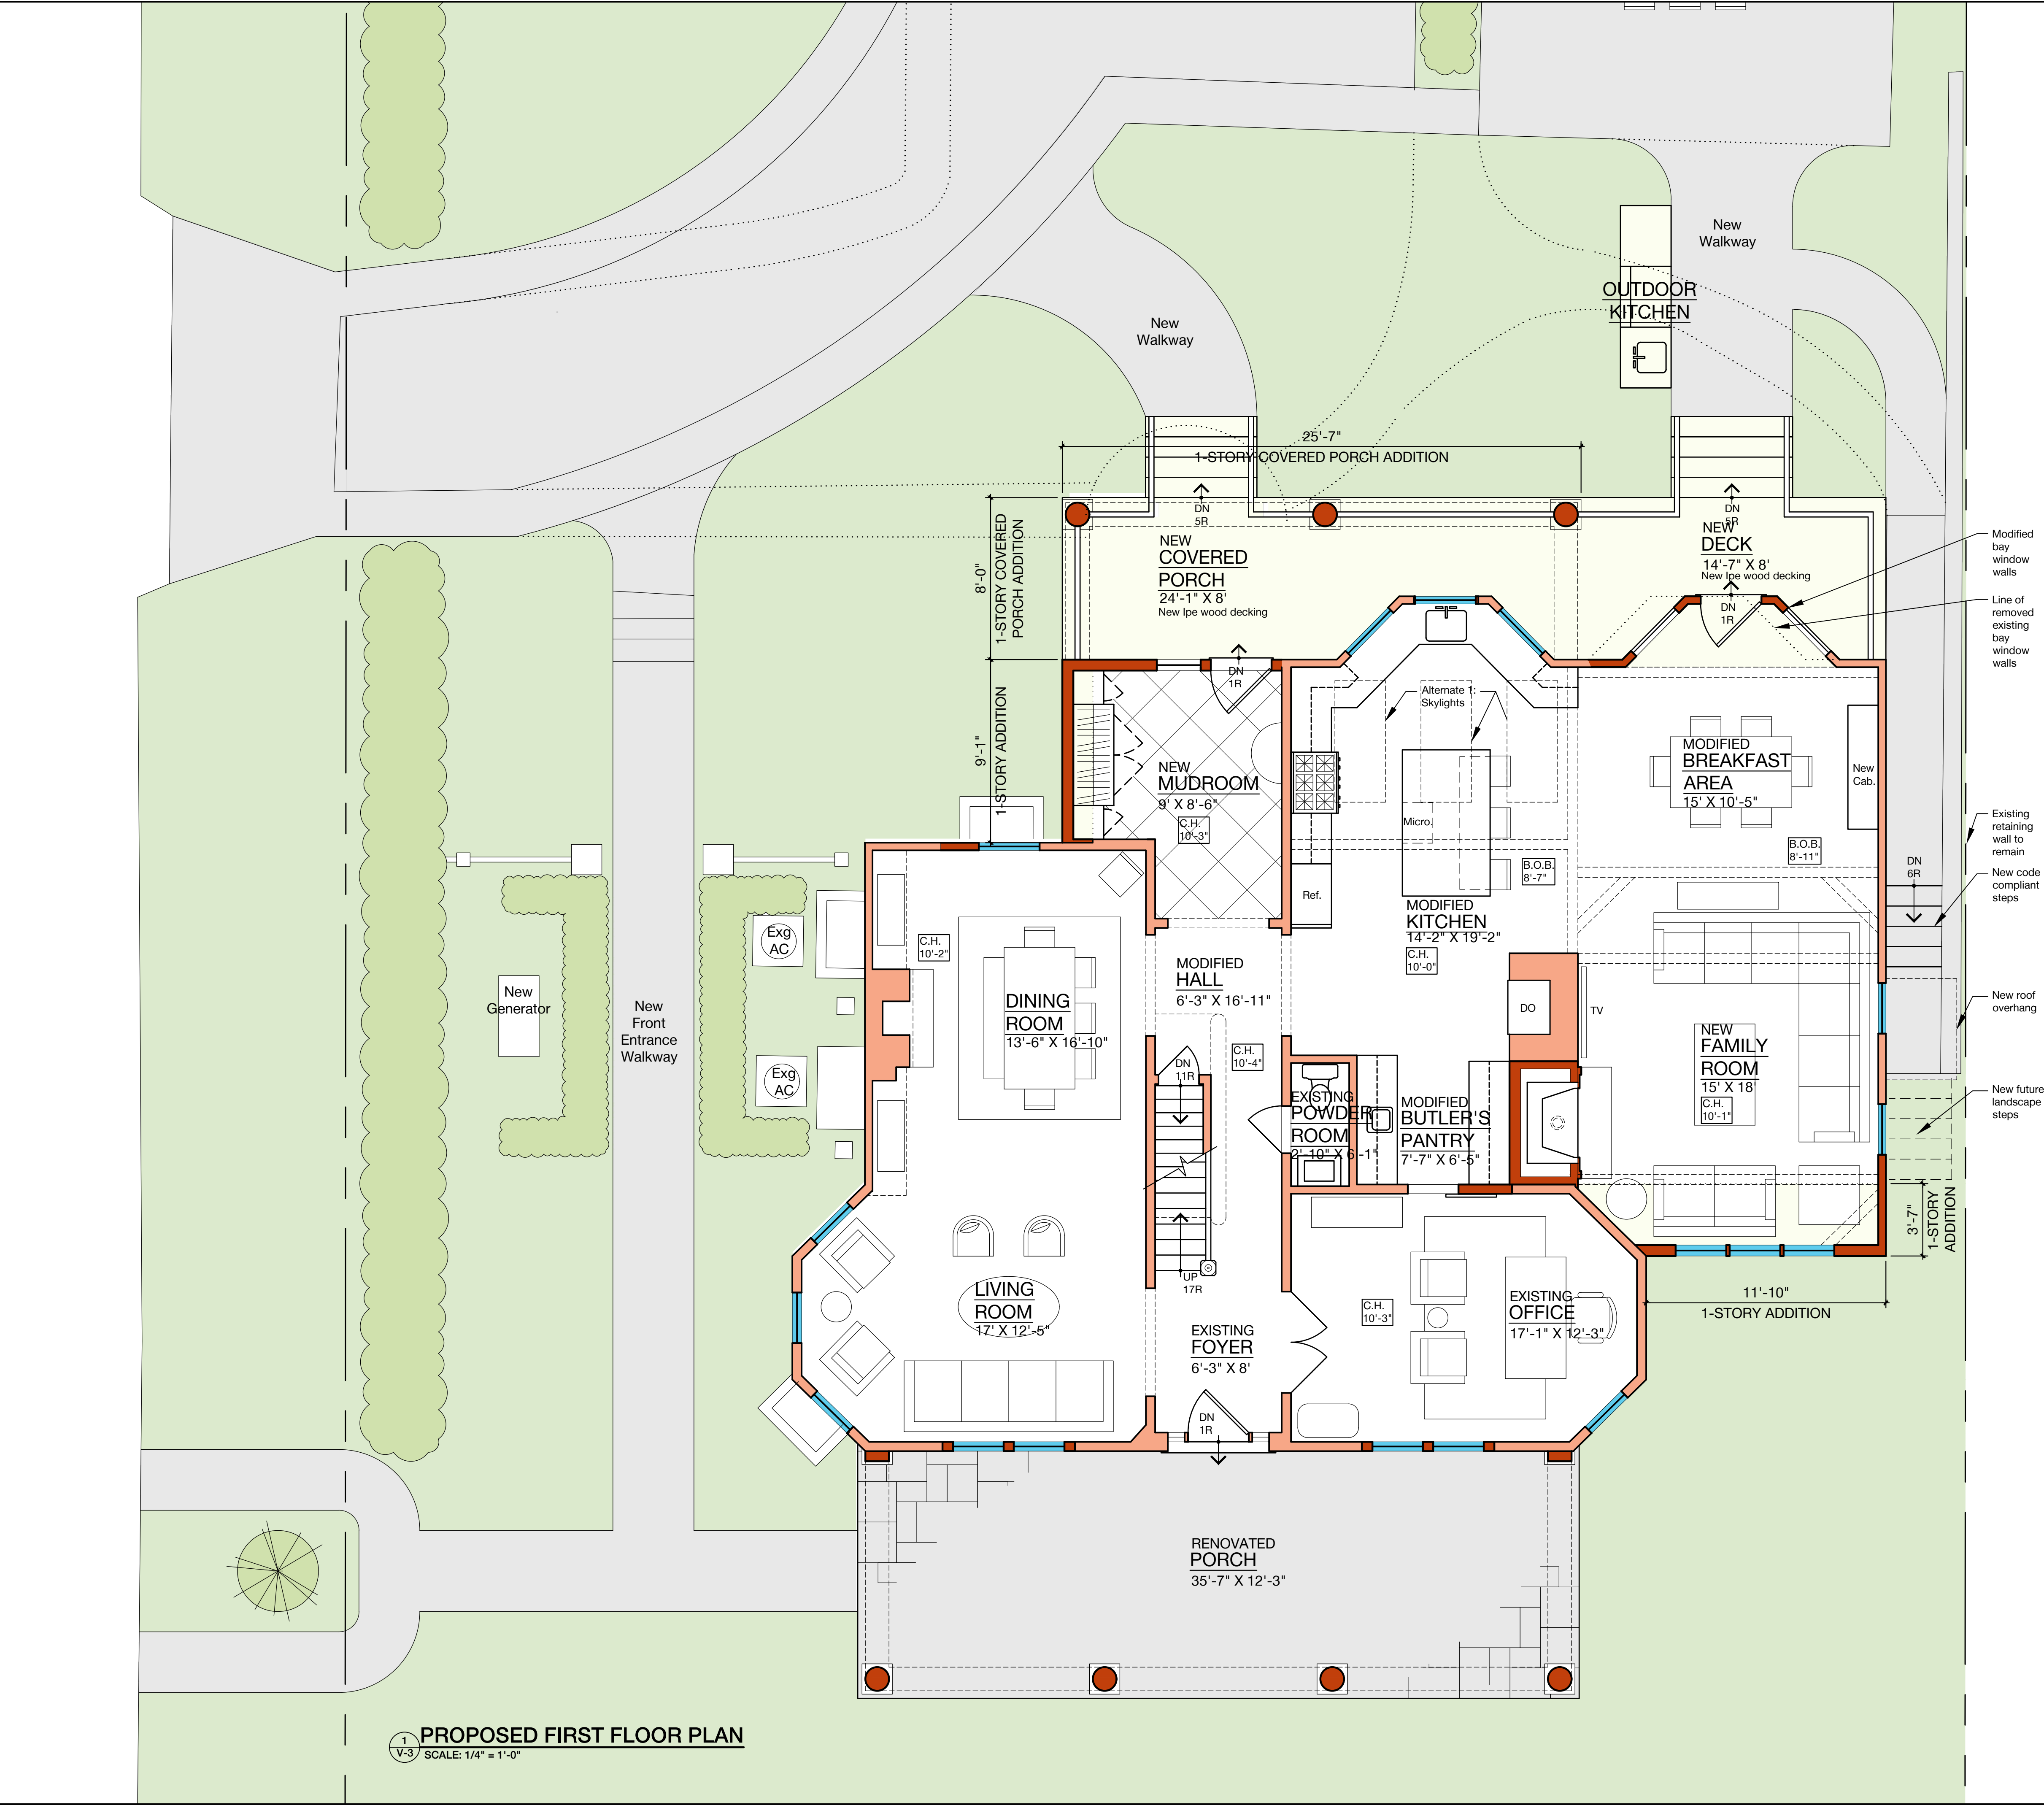 New
Walkway
OUTDOOR
KITCHEN
New
Walkway
25'-7"
1-STORY COVERED PORCH ADDITION
8'-0"
1-STORY COVERED
PORCH ADDITION
DN
5R
DN
5R
NEW
COVERED
PORCH
24'-1" X 8'
New Ipe wood decking
NEW
DECK
14'-7" X 8'
New Ipe wood decking
DN
1R
Modified
bay
window
walls
Line of
removed
existing
bay
window
walls
9'-1"
1-STORY ADDITION
DN
1R
NEW
MUDROOM
9' X 8'-6"
C.H.
10'-3"
Alternate 1:
Skylights
Micro.
Ref.
B.O.B.
8'-7"
MODIFIED
KITCHEN
14'-2" X 19'-2"
C.H.
10'-0"
MODIFIED
BREAKFAST
AREA
15' X 10'-5"
New
Cab.
B.O.B.
8'-11"
DN
6R
Existing
retaining
wall to
remain
New code
compliant
steps
New roof
overhang
New future
landscape
steps
Exg
AC
Exg
AC
New
Generator
New
Front
Entrance
Walkway
C.H.
10'-2"
DINING
ROOM
13'-6" X 16'-10"
MODIFIED
HALL
6'-3" X 16'-11"
C.H.
10'-4"
DN
11R
DO
TV
NEW
FAMILY
ROOM
15' X 18'
C.H.
10'-1"
EXISTING
POWDER
ROOM
2'-10" X 6'-1"
MODIFIED
BUTLER'S
PANTRY
7'-7" X 6'-5"
3'-7"
1-STORY
ADDITION
11'-10"
1-STORY ADDITION
UP
17R
LIVING
ROOM
17' X 12'-5"
EXISTING
FOYER
6'-3" X 8'
C.H.
10'-3"
EXISTING
OFFICE
17'-1" X 12'-3"
DN
1R
RENOVATED
PORCH
35'-7" X 12'-3"
1
V-3
PROPOSED FIRST FLOOR PLAN
SCALE: 1/4" = 1'-0"